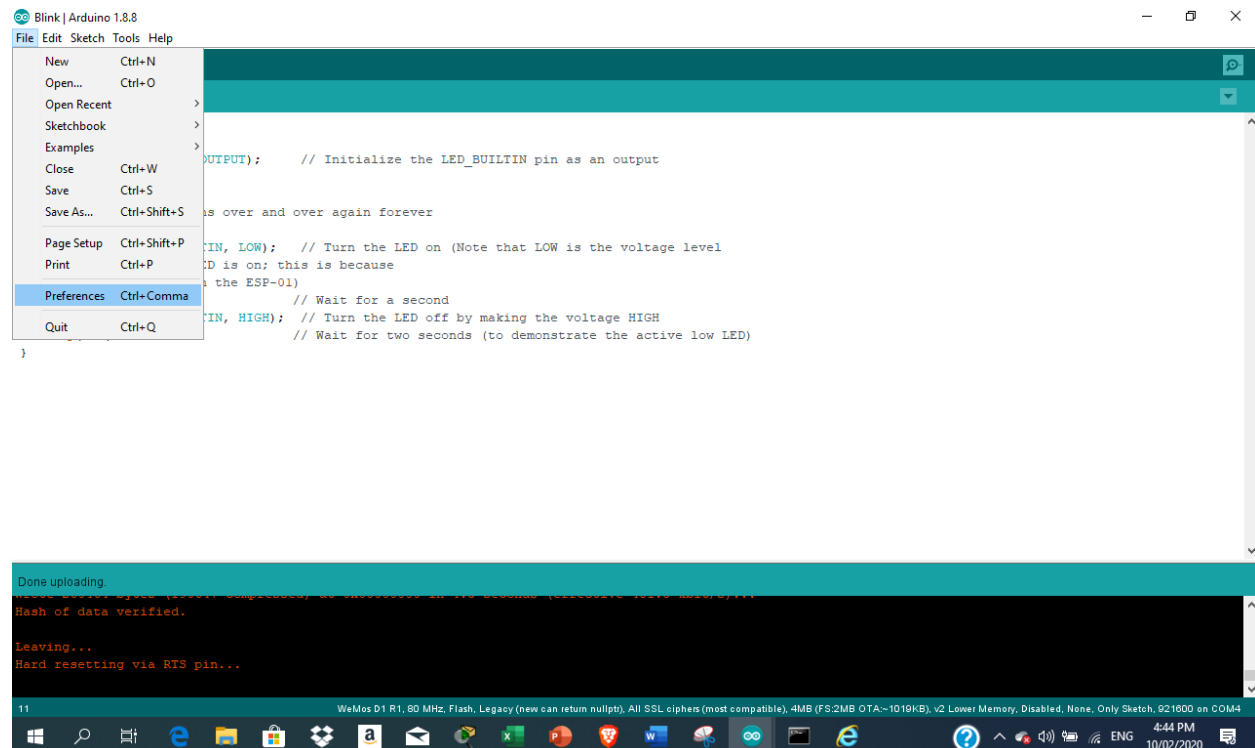 Blink | Arduino 1.8.8
File Edit Sketch Tools Help
New Ctrl+N
Open... Ctrl+O
Open Recent
Sketchbook
Examples
Close Ctrl+W
Save Ctrl+S
Save As... Ctrl+Shift+S
Page Setup Ctrl+Shift+P
Print Ctrl+P
Preferences Ctrl+Comma
Quit Ctrl+Q
OUTPUT);     // Initialize the LED_BUILTIN pin as an output
over and over again forever
TIN, LOW);   // Turn the LED on (Note that LOW is the voltage level
is on; this is because
the ESP-01)
// Wait for a second
TIN, HIGH);  // Turn the LED off by making the voltage HIGH
// Wait for two seconds (to demonstrate the active low LED)
}
Done uploading.
Hash of data verified.
Leaving...
Hard resetting via RTS pin...
11 WeMos D1 R1, 80 MHz, Flash, Legacy (new can return nullptr), All SSL ciphers (most compatible), 4MB (FS:2MB OTA:~1019KB), v2 Lower Memory, Disabled, None, Only Sketch, 921600 on COM4
ENG
4:44 PM
10/02/2020